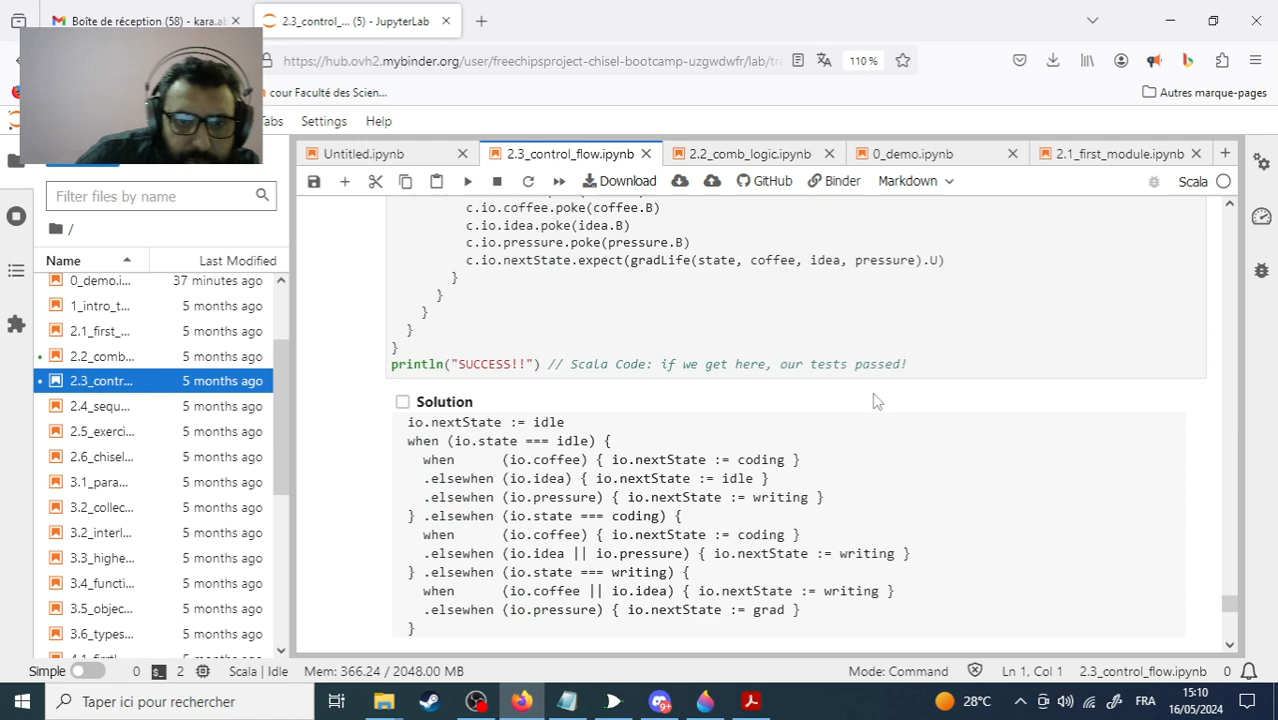 Boîte de réception (58) - kara.ab
2.3_control_... (5) - JupyterLab
https://hub.ovh2.mybinder.org/user/freechipsproject-chisel-bootcamp-uzgwdwfr/lab/tre
110 %
cour Faculté des Scien...
Autres marque-pages
Tabs
Settings
Help
Untitled.ipynb
2.3_control_flow.ipynb
2.2_comb_logic.ipynb
0_demo.ipynb
2.1_first_module.ipynb
Filter files by name
Download
GitHub
Binder
Markdown
Scala
/
Name
Last Modified
0_demo.i... 37 minutes ago
1_intro_t... 5 months ago
2.1_first_... 5 months ago
2.2_comb... 5 months ago
2.3_contr... 5 months ago
2.4_sequ... 5 months ago
2.5_exerci... 5 months ago
2.6_chisel... 5 months ago
3.1_para... 5 months ago
3.2_collec... 5 months ago
3.2_interl... 5 months ago
3.3_highe... 5 months ago
3.4_functi... 5 months ago
3.5_objec... 5 months ago
3.6_types... 5 months ago
c.io.coffee.poke(coffee.B)
c.io.idea.poke(idea.B)
c.io.pressure.poke(pressure.B)
c.io.nextState.expect(gradLife(state, coffee, idea, pressure).U)
}
}
}
}
}
println("SUCCESS!!") // Scala Code: if we get here, our tests passed!
Solution
io.nextState := idle
when (io.state === idle) {
when (io.coffee) { io.nextState := coding }
.elsewhen (io.idea) { io.nextState := idle }
.elsewhen (io.pressure) { io.nextState := writing }
} .elsewhen (io.state === coding) {
when (io.coffee) { io.nextState := coding }
.elsewhen (io.idea || io.pressure) { io.nextState := writing }
} .elsewhen (io.state === writing) {
when (io.coffee || io.idea) { io.nextState := writing }
.elsewhen (io.pressure) { io.nextState := grad }
}
Simple
0
2
Scala | Idle
Mem: 366.24 / 2048.00 MB
Mode: Command
Ln 1, Col 1
2.3_control_flow.ipynb
0
Taper ici pour rechercher
28°C
FRA
15:10
16/05/2024